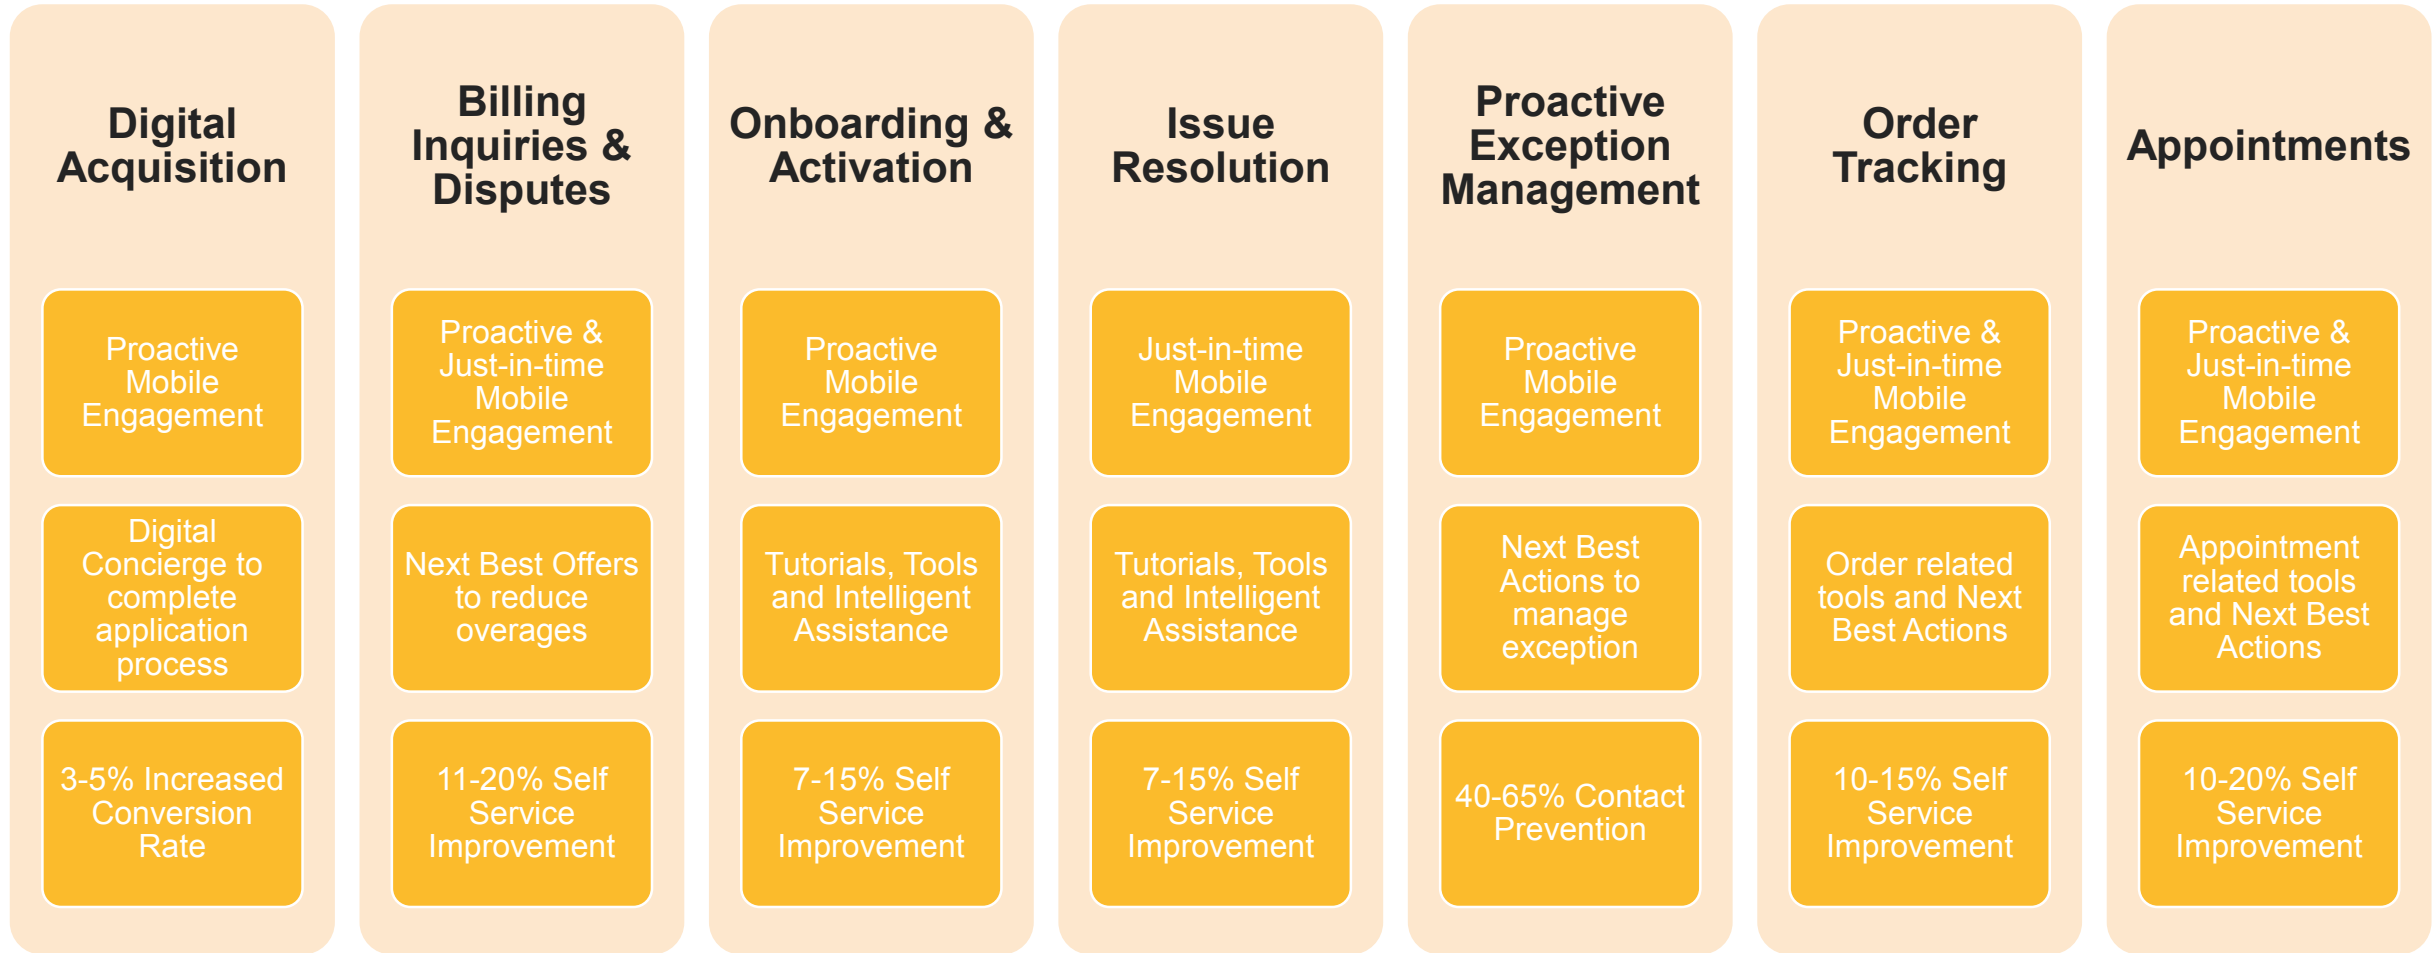 Digital
Acquisition
Proactive
Mobile
Engagement
Digital
Concierge to
complete
application
process
3-5% Increased
Conversion
Rate
Billing
Inquiries &
Disputes
Proactive &
Just-in-time
Mobile
Engagement
Next Best Offers
to reduce
overages
11-20% Self
Service
Improvement
Onboarding &
Activation
Proactive
Mobile
Engagement
Tutorials, Tools
and Intelligent
Assistance
7-15% Self
Service
Improvement
Issue
Resolution
Just-in-time
Mobile
Engagement
Tutorials, Tools
and Intelligent
Assistance
7-15% Self
Service
Improvement
Proactive
Exception
Management
Proactive
Mobile
Engagement
Next Best
Actions to
manage
exception
40-65% Contact
Prevention
Order
Tracking
Proactive &
Just-in-time
Mobile
Engagement
Order related
tools and Next
Best Actions
10-15% Self
Service
Improvement
Appointments
Proactive &
Just-in-time
Mobile
Engagement
Appointment
related tools
and Next Best
Actions
10-20% Self
Service
Improvement